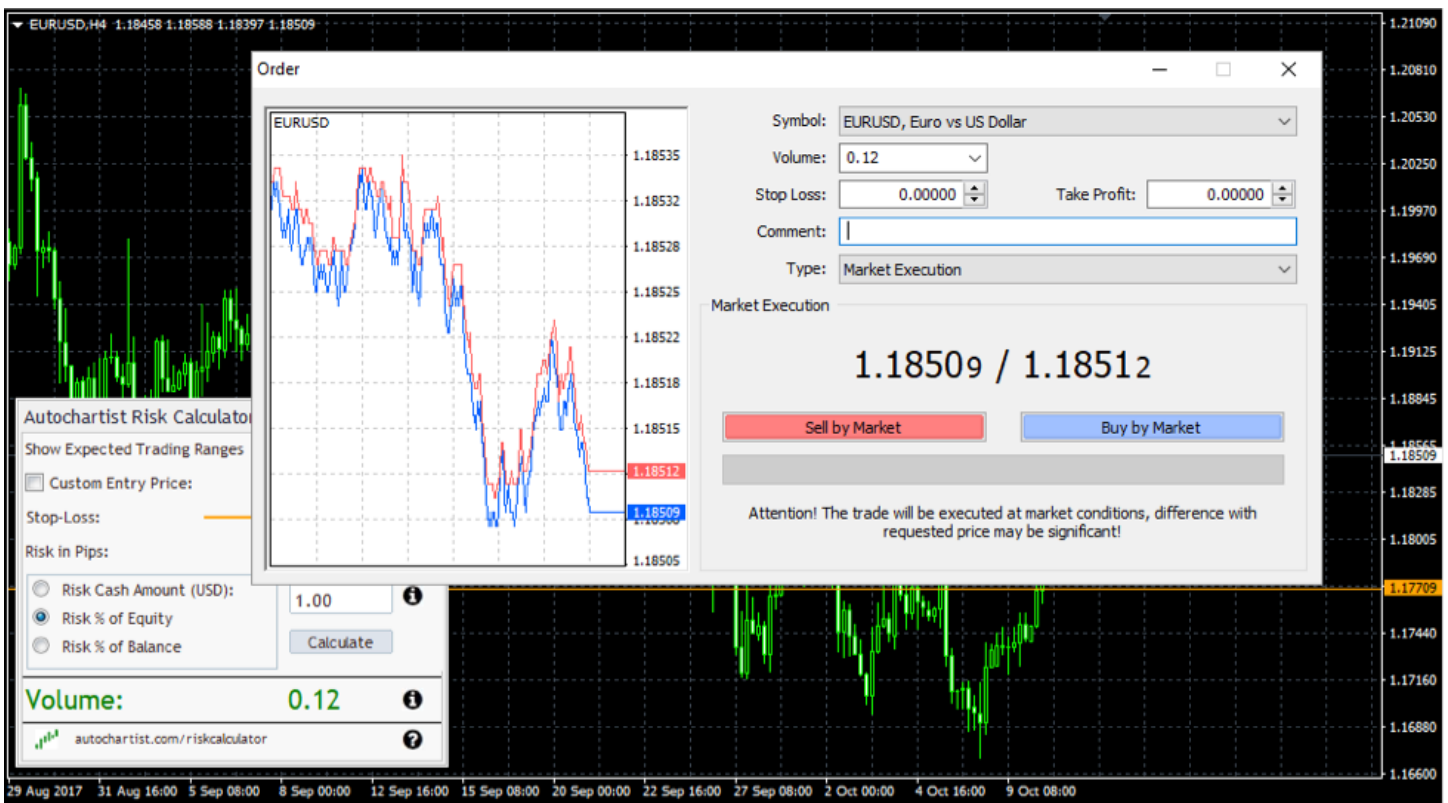 EURUSD,H4 1.18458 1.18588 1.18397 1.18509
Order
EURUSD
1.18535
1.18532
1.18528
1.18525
1.18522
1.18518
1.18515
1.18512
1.18509
1.18505
Symbol: EURUSD, Euro vs US Dollar
Volume: 0.12
Stop Loss: 0.00000 Take Profit: 0.00000
Comment:
Type: Market Execution
Market Execution
1.18509 / 1.18512
Sell by Market Buy by Market
Attention! The trade will be executed at market conditions, difference with
requested price may be significant!
Autochartist Risk Calculator
Show Expected Trading Ranges
Custom Entry Price:
Stop-Loss:
Risk in Pips:
Risk Cash Amount (USD):
Risk % of Equity
Risk % of Balance
1.00
Calculate
Volume: 0.12
autochartist.com/riskcalculator
1.21090
1.20810
1.20530
1.20250
1.19970
1.19690
1.19405
1.19125
1.18845
1.18565
1.18509
1.18285
1.18005
1.17709
1.17440
1.17160
1.16880
1.16600
29 Aug 2017 31 Aug 16:00 5 Sep 08:00 8 Sep 00:00 12 Sep 16:00 15 Sep 08:00 20 Sep 00:00 22 Sep 16:00 27 Sep 08:00 2 Oct 00:00 4 Oct 16:00 9 Oct 08:00